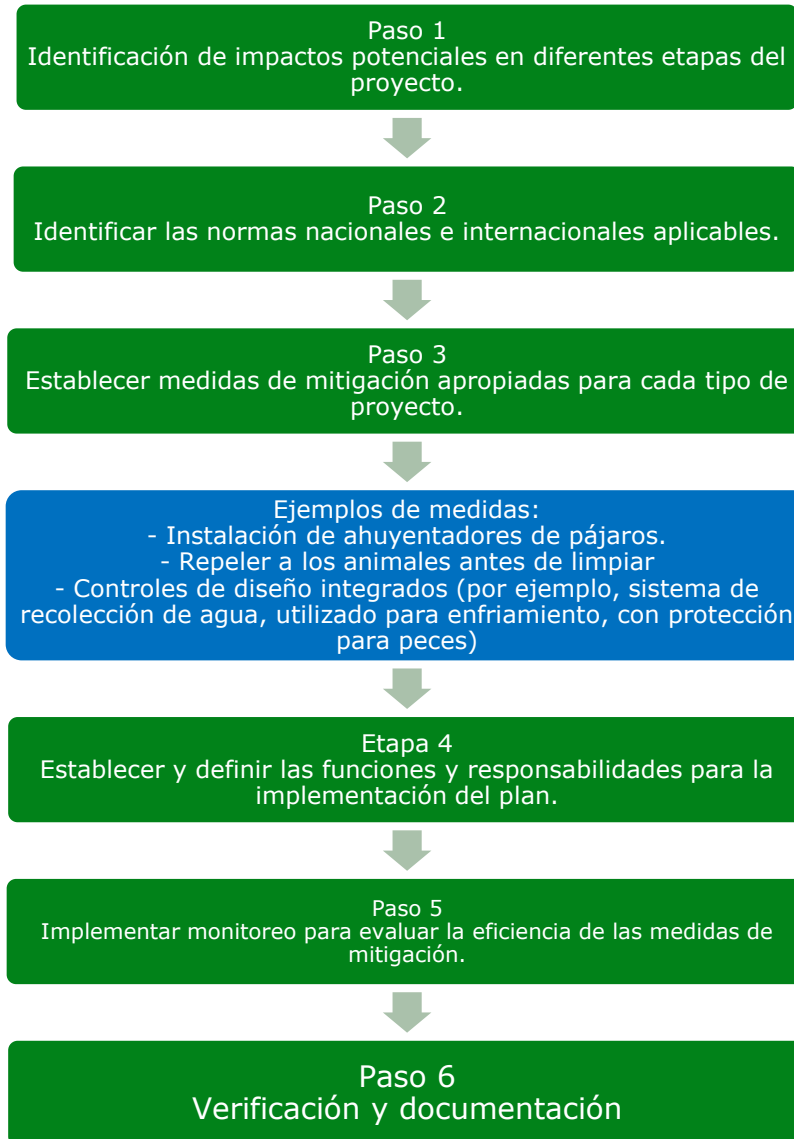 Paso 1
Identificación de impactos potenciales en diferentes etapas del
proyecto.
Paso 2
Identificar las normas nacionales e internacionales aplicables.
Paso 3
Establecer medidas de mitigación apropiadas para cada tipo de
proyecto.
Ejemplos de medidas:
- Instalación de ahuyentadores de pájaros.
- Repeler a los animales antes de limpiar
- Controles de diseño integrados (por ejemplo, sistema de
recolección de agua, utilizado para enfriamiento, con protección
para peces)
Etapa 4
Establecer y definir las funciones y responsabilidades para la
implementación del plan.
Paso 5
Implementar monitoreo para evaluar la eficiencia de las medidas de
mitigación.
Paso 6
Verificación y documentación